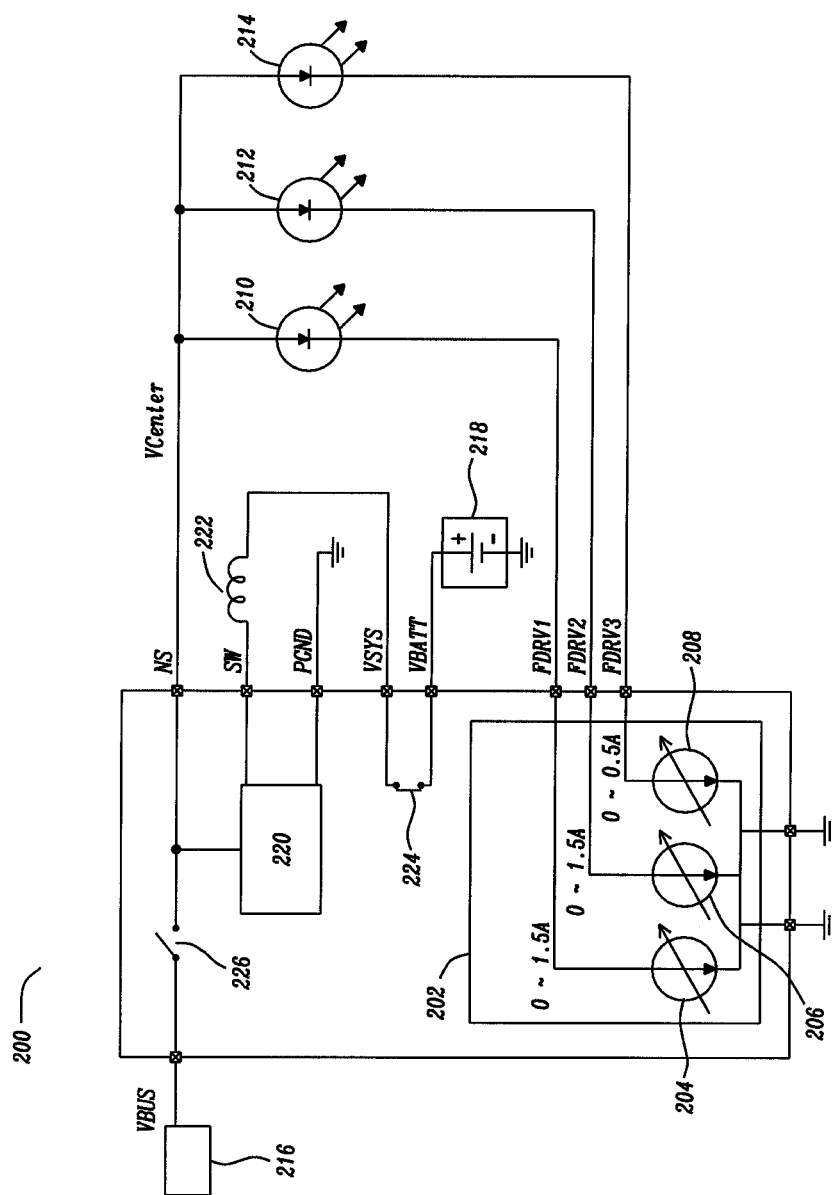 200
216
VBUS
226
220
NS
SW
PGND
VSYS
VBATT
FDRV1
FDRV2
FDRV3
222
224
VCenter
218
+
-
210
212
214
202
0 ~ 1.5A
0 ~ 1.5A
0 ~ 0.5A
204
206
208